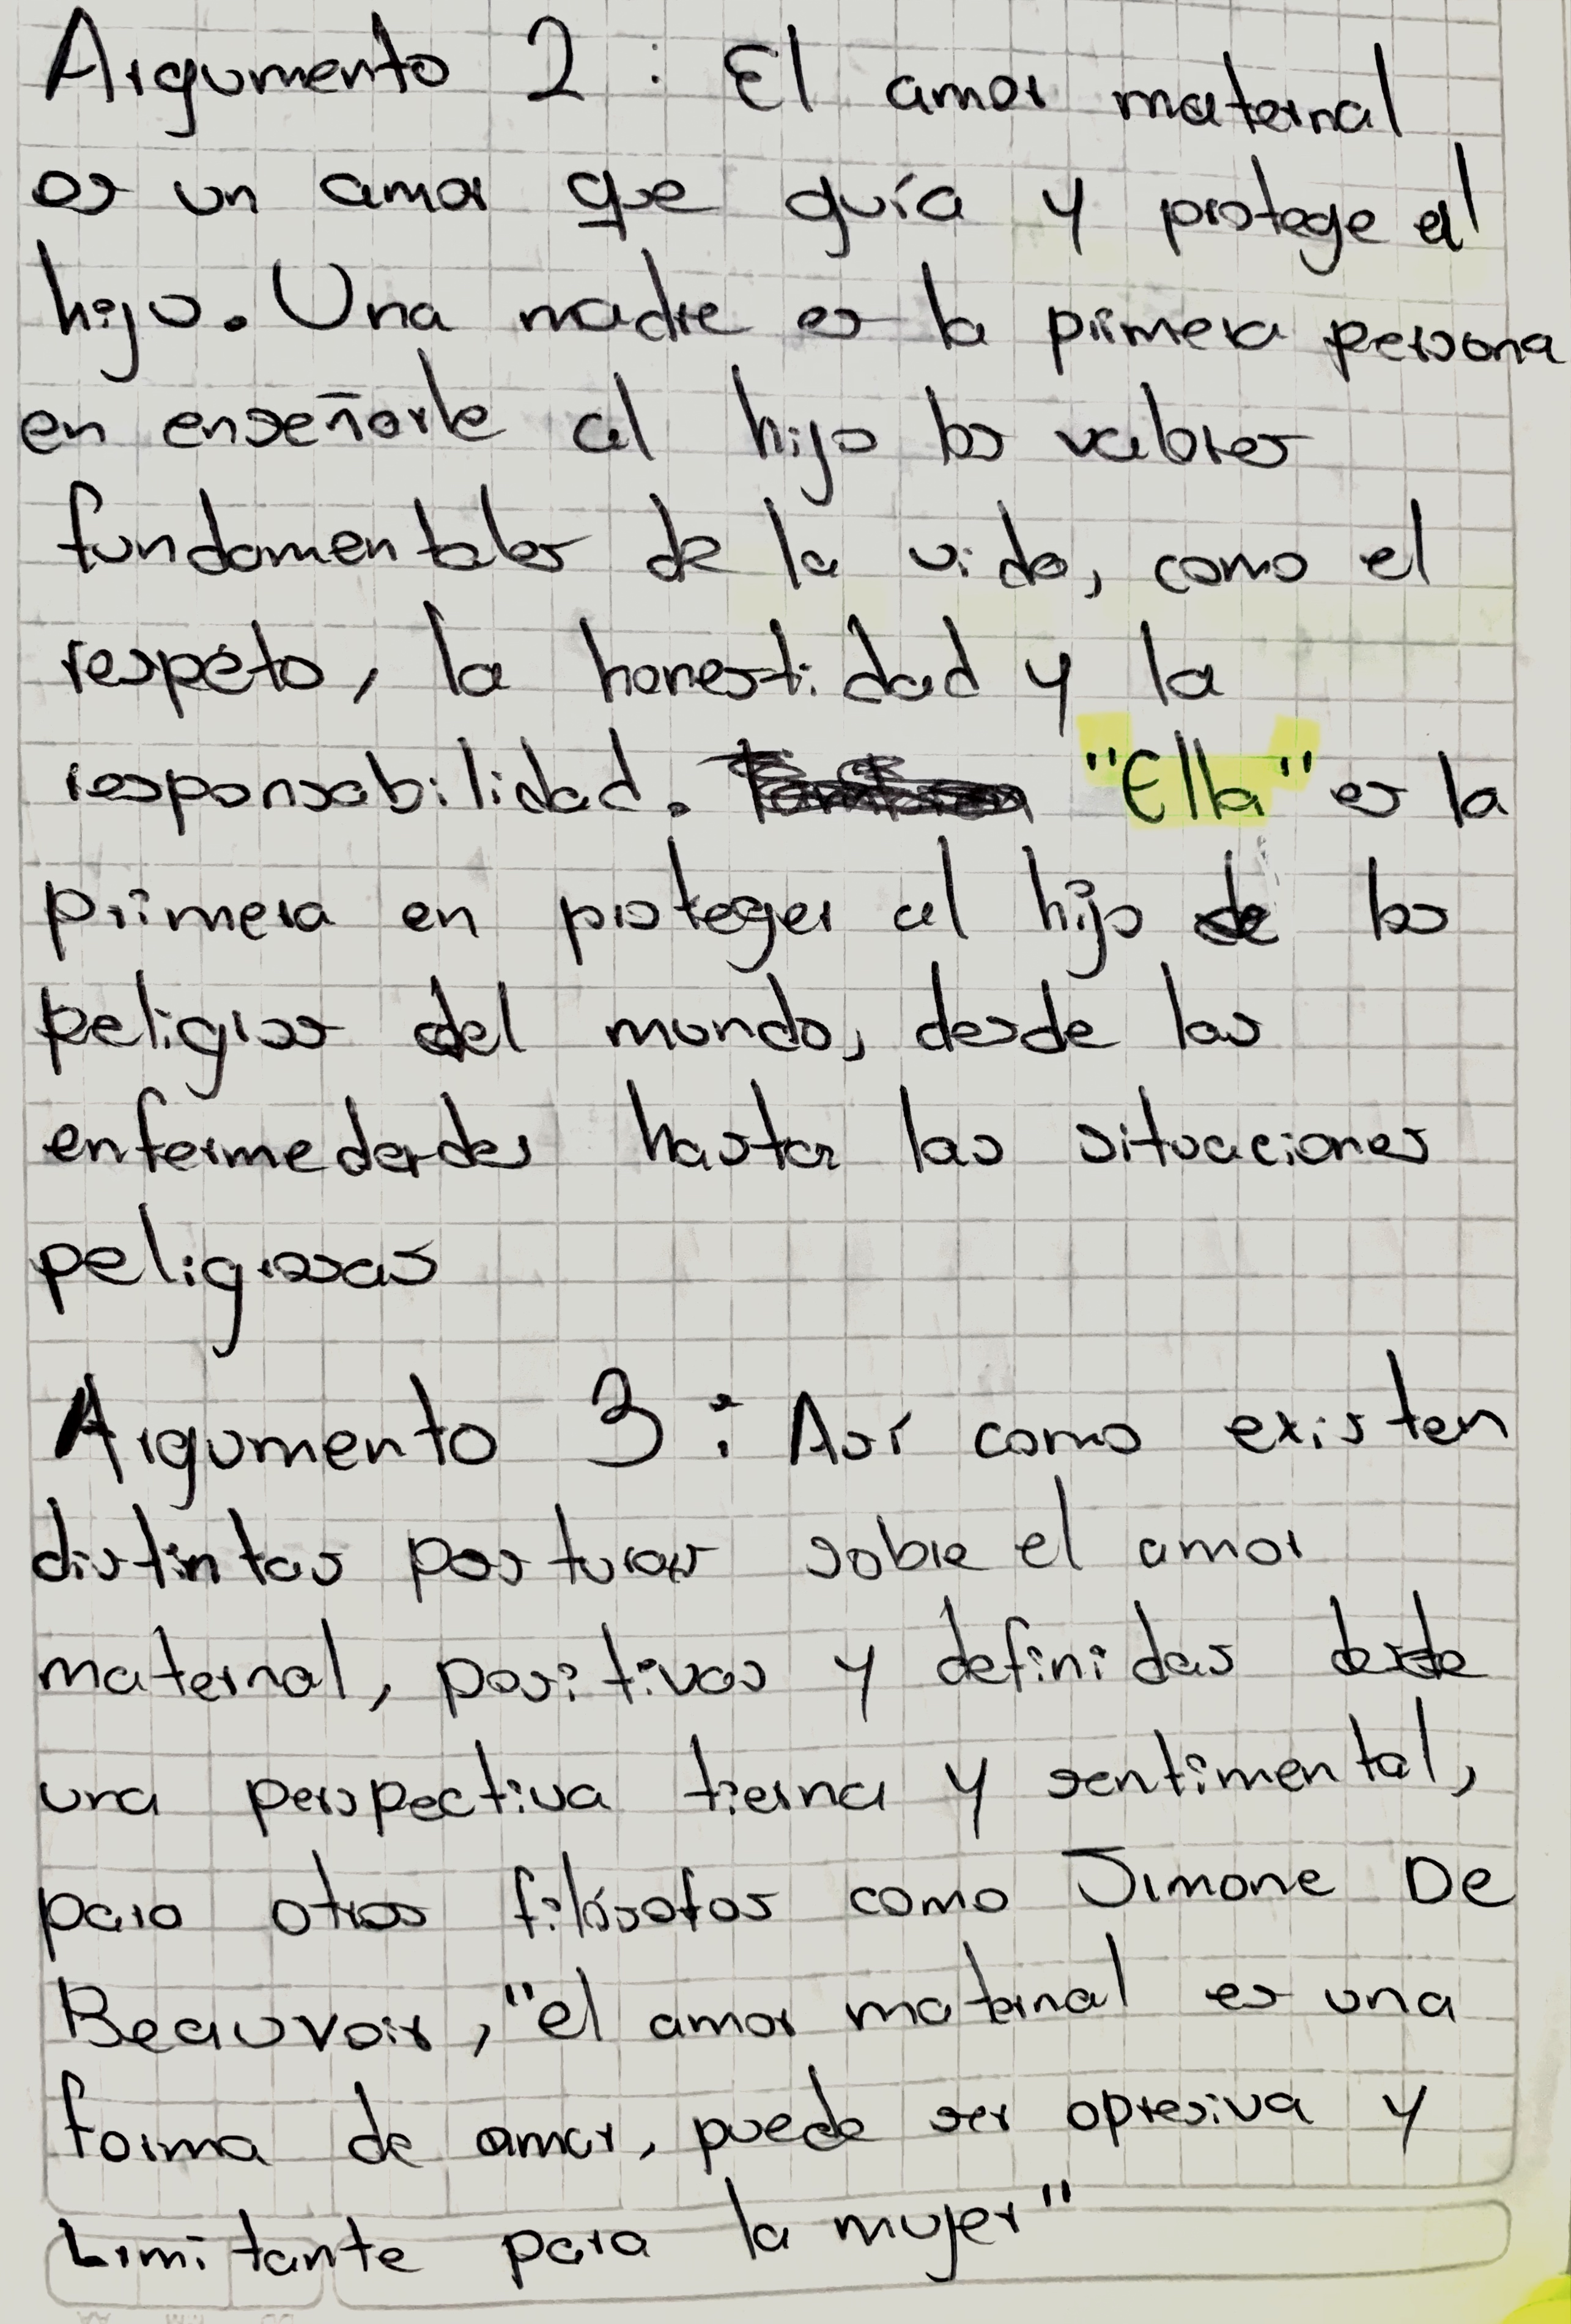 Argumento 2 : El amor maternal
es un amor que guía y protege al
hijo. Una madre es la primera persona
en enseñarle al hijo los valores
fundamentales de la vida, como el
respeto, la honestidad y la
responsabilidad. "Ella" es la
primera en proteger al hijo de los
peligros del mundo, desde las
enfermedades hasta las situaciones
peligrosas
Argumento 3 : Así como existen
distintas posturas sobre el amor
maternal, positivas y definidas desde
una perspectiva tierna y sentimental,
para otros filósofos como Simone De
Beauvoir, "el amor maternal es una
forma de amor, puede ser opresiva y
Limitante para la mujer"